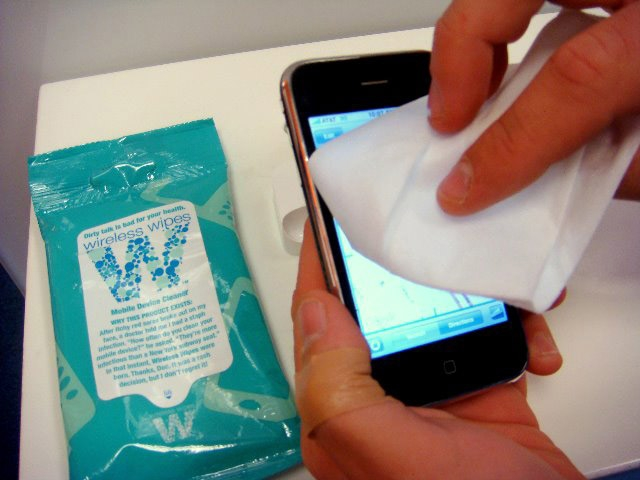 Dirty talk is bad for your health.
wireless wipes
W
Mobile Device Cleaner
WHY THIS PRODUCT EXISTS:
After itchy red sores broke out on my
face, a doctor told me I had a staph
infection. "How often do you clean your
mobile device?" he asked. "They're more
infectious than a New York subway seat."
In that instant, Wireless Wipes were
born. Thanks, Doc. It was a rash
decision, but I don't regret it!
W
AT&T
Edit
Directions